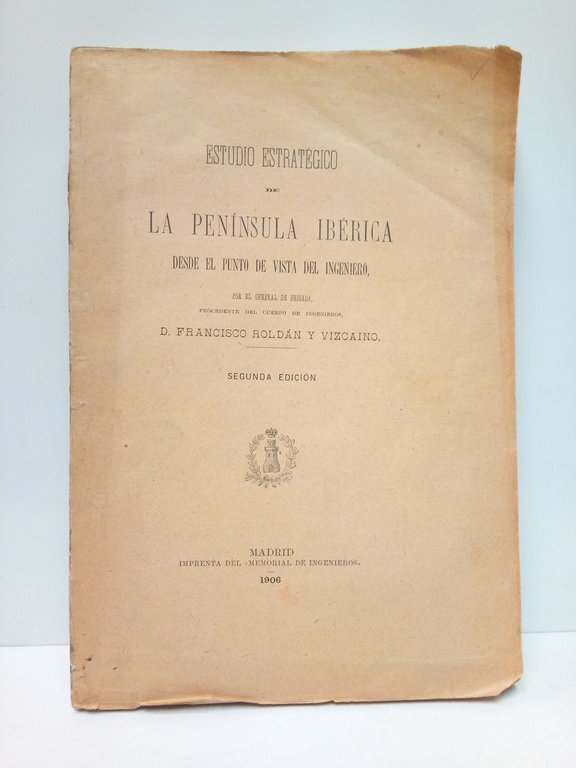 ESTUDIO ESTRATÉGICO
DE
LA PENÍNSULA IBÉRICA
DESDE EL PUNTO DE VISTA DEL INGENIERO,
POR EL GENERAL DE BRIGADA,
PROCEDENTE DEL CUERPO DE INGENIEROS,
D. FRANCISCO ROLDÁN Y VIZCAINO.
SEGUNDA EDICIÓN
MADRID
IMPRENTA DEL «MEMORIAL DE INGENIEROS»
1906